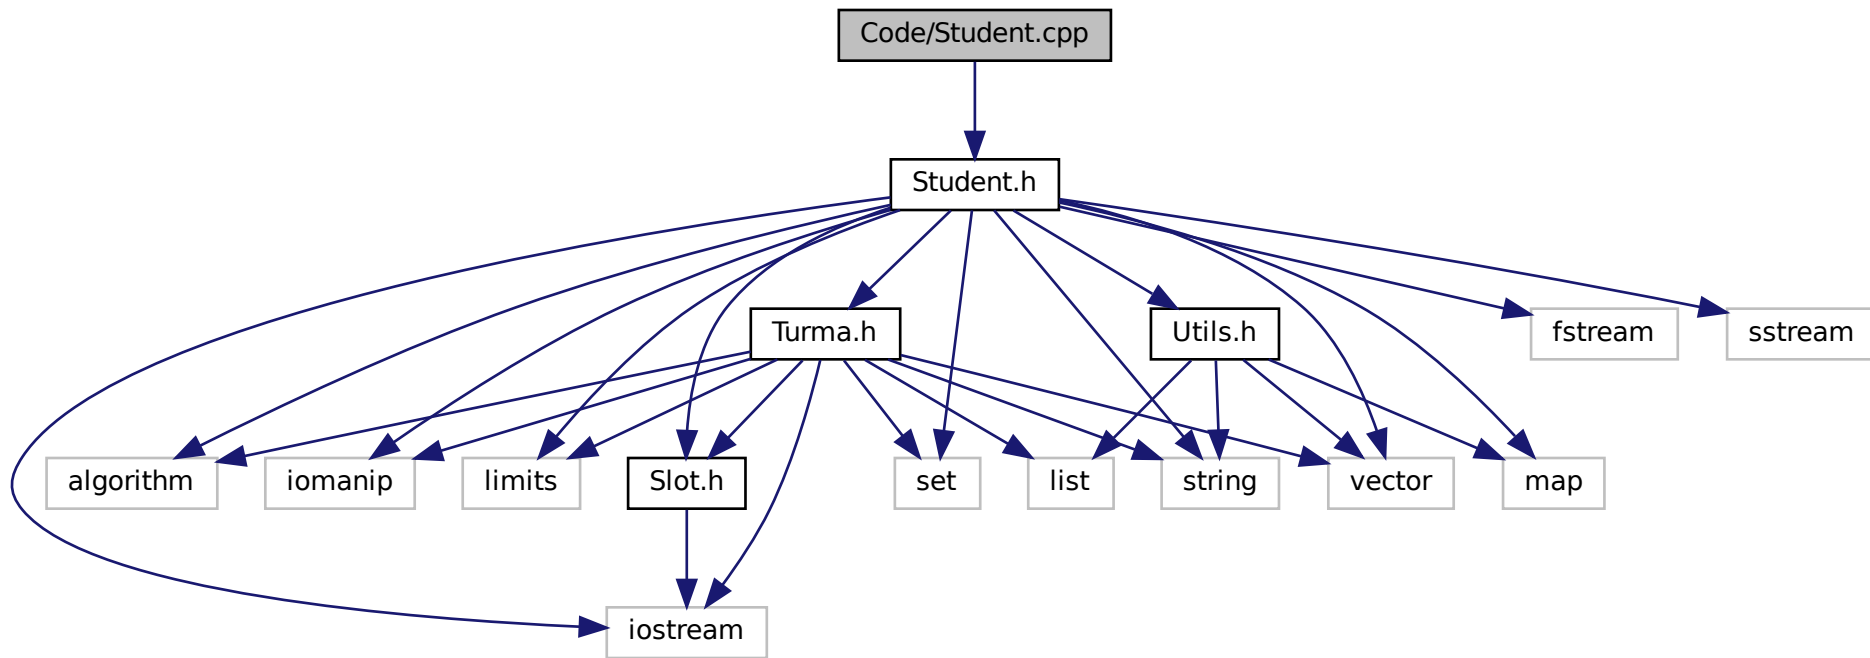 Code/Student.cpp
Student.h
Turma.h
Utils.h
fstream
sstream
algorithm
iomanip
limits
Slot.h
set
list
string
vector
map
iostream